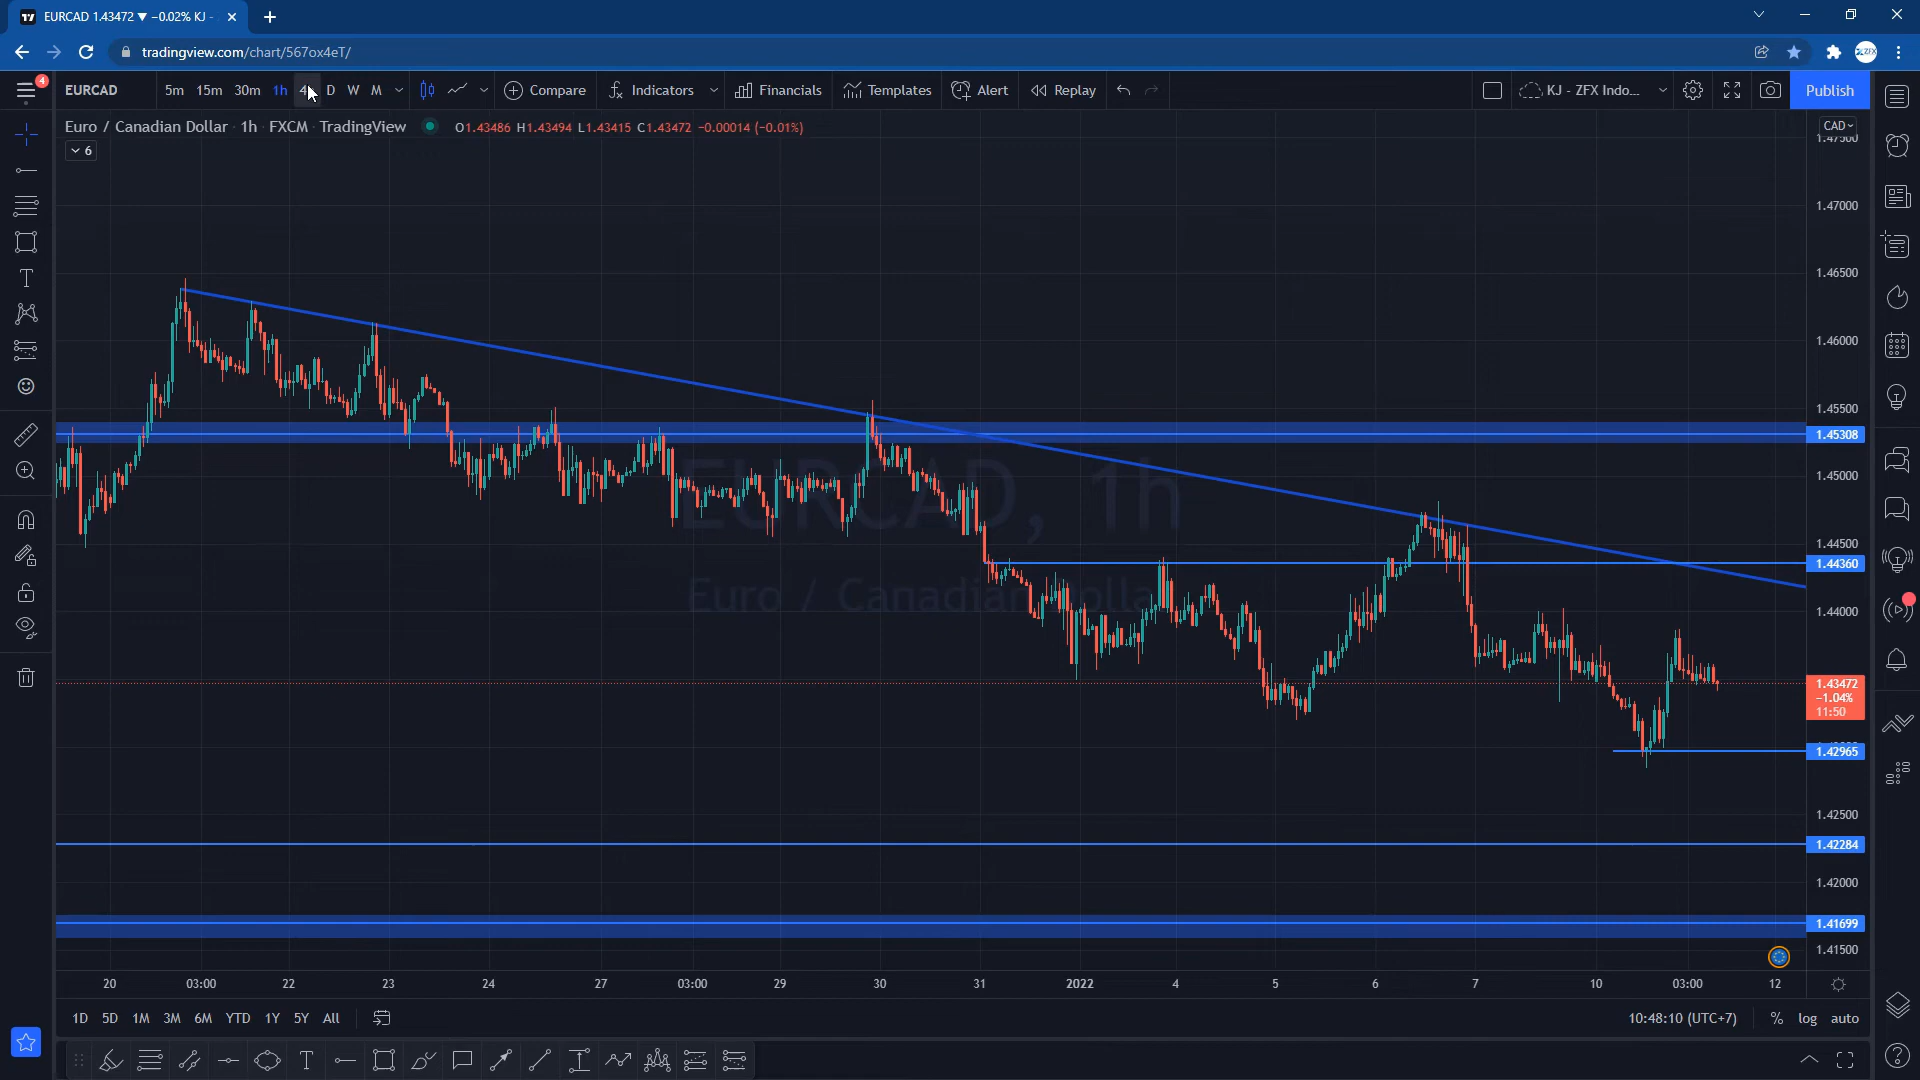 EURCAD 1.43472 ▼ −0.02% KJ -
tradingview.com/chart/567ox4eT/
4
EURCAD 5m 15m 30m 1h 4h D W M Compare Indicators Financials Templates Alert Replay KJ - ZFX Indo... Publish
Euro / Canadian Dollar · 1h · FXCM · TradingView O1.43486 H1.43494 L1.43415 C1.43472 −0.00014 (−0.01%)
6
CAD
1.47500
1.47000
1.46500
1.46000
1.45500
1.45308
1.45000
1.44500
1.44360
1.44000
1.43472
−1.04%
11:50
1.42965
1.42500
1.42284
1.42000
1.41699
1.41500
EURCAD, 1h
Euro / Canadian Dollar
20 03:00 22 23 24 27 03:00 29 30 31 2022 4 5 6 7 10 03:00 12
1D 5D 1M 3M 6M YTD 1Y 5Y All 10:48:10 (UTC+7) % log auto